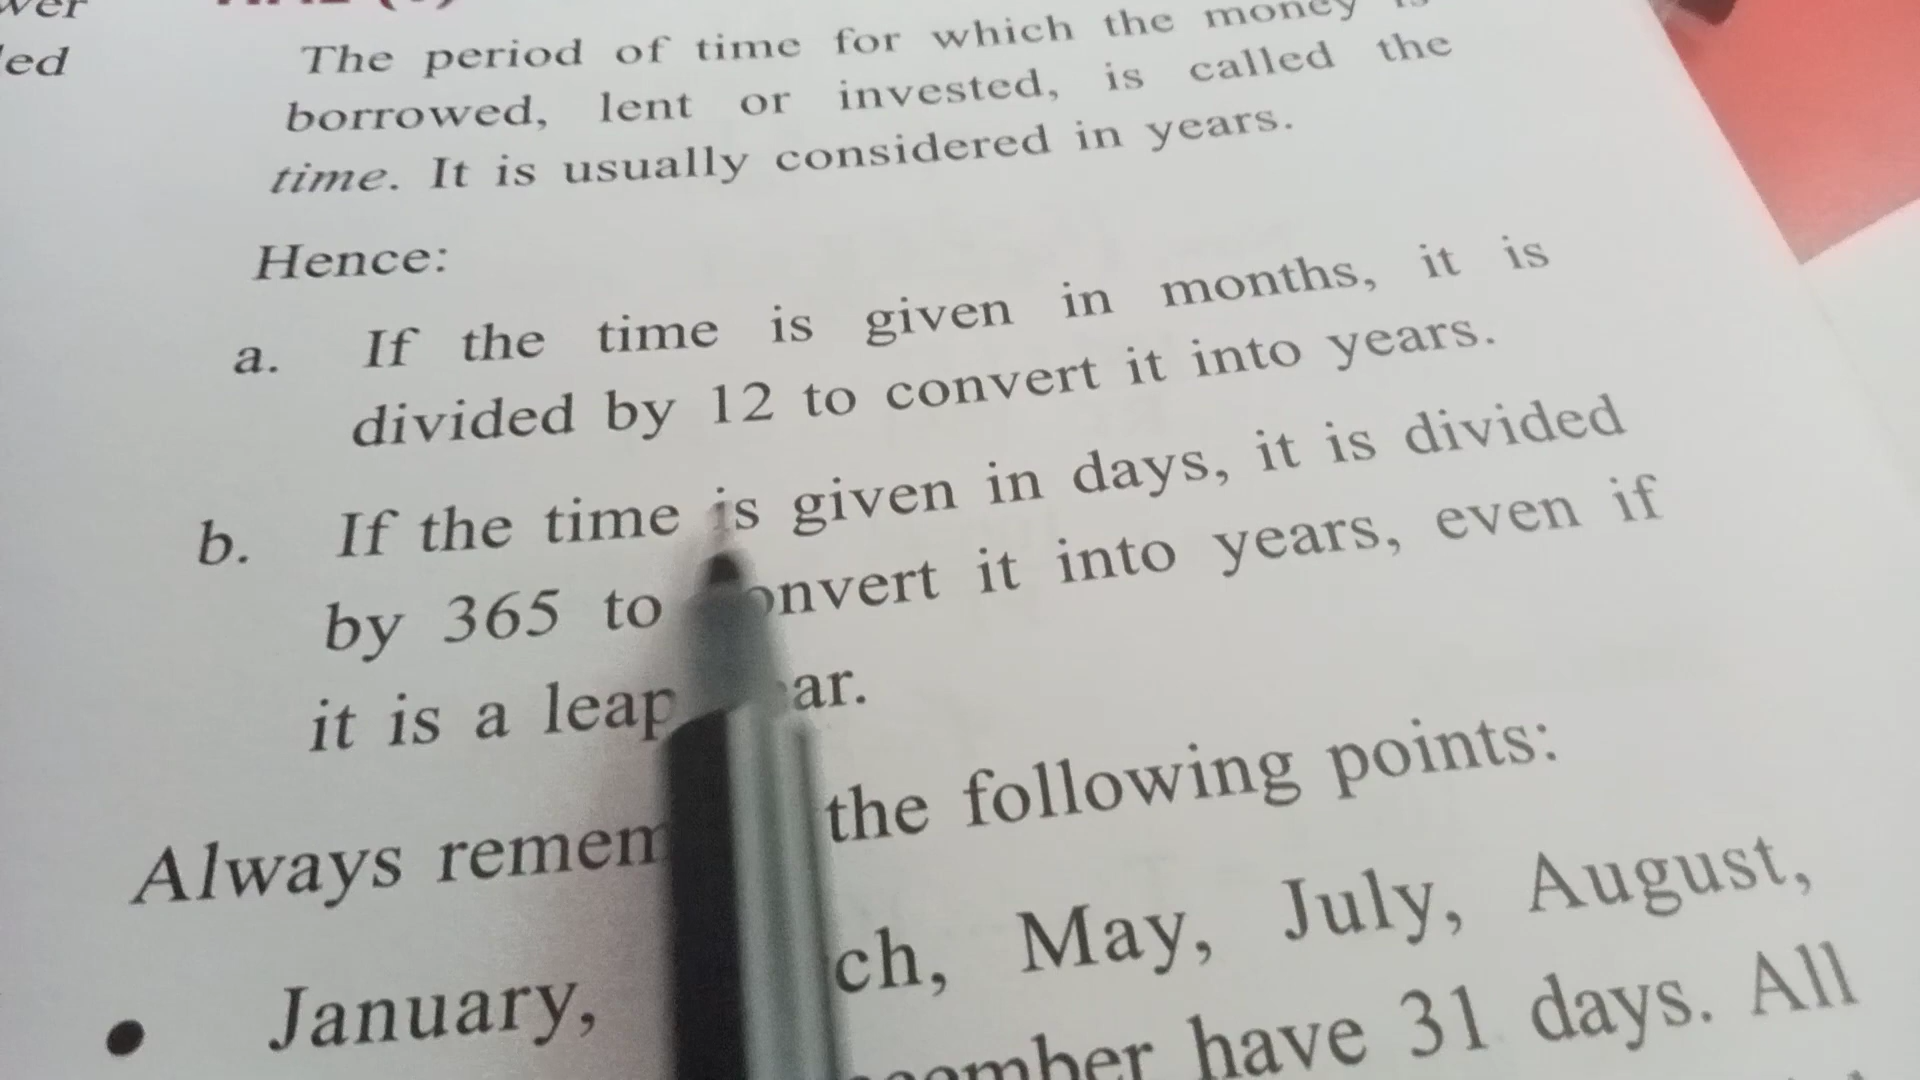 ed
The period of time for which the money
borrowed, lent or invested, is called the
time. It is usually considered in years.
Hence:
a. If the time is given in months, it is
divided by 12 to convert it into years.
b. If the time is given in days, it is divided
by 365 to onvert it into years, even if
it is a leap ar.
Always remem the following points:
• January, ch, May, July, August,
ember have 31 days. All